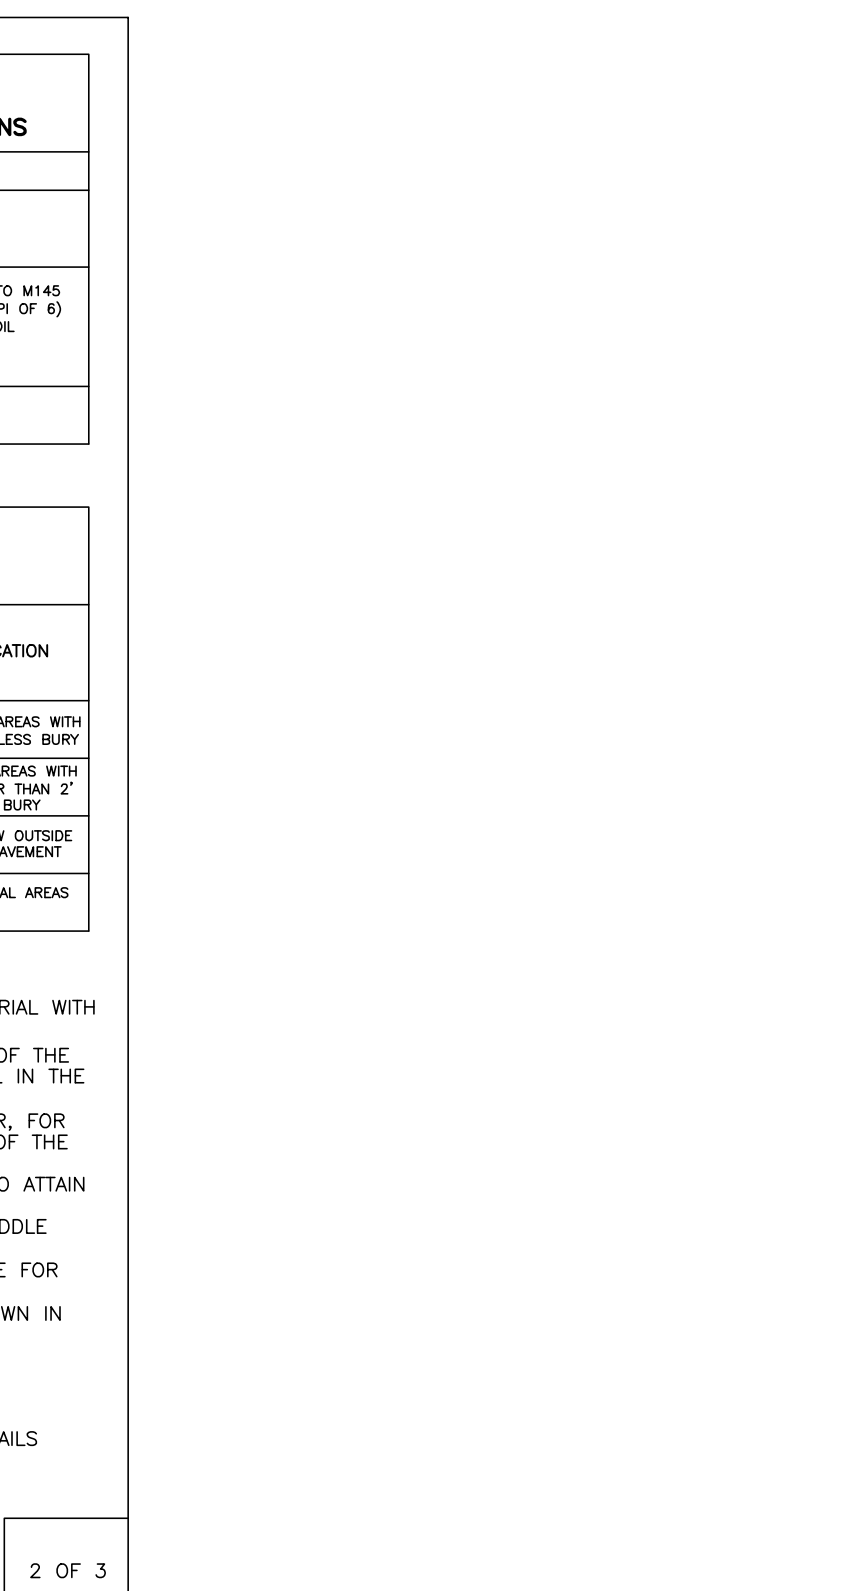 NS
TO M145
PI OF 6)
OIL
CATION
AREAS WITH
LESS BURY
AREAS WITH
R THAN 2'
BURY
W OUTSIDE
AVEMENT
AL AREAS
RIAL WITH
OF THE
IN THE
R, FOR
OF THE
O ATTAIN
DDLE
E FOR
WN IN
AILS
2 OF 3